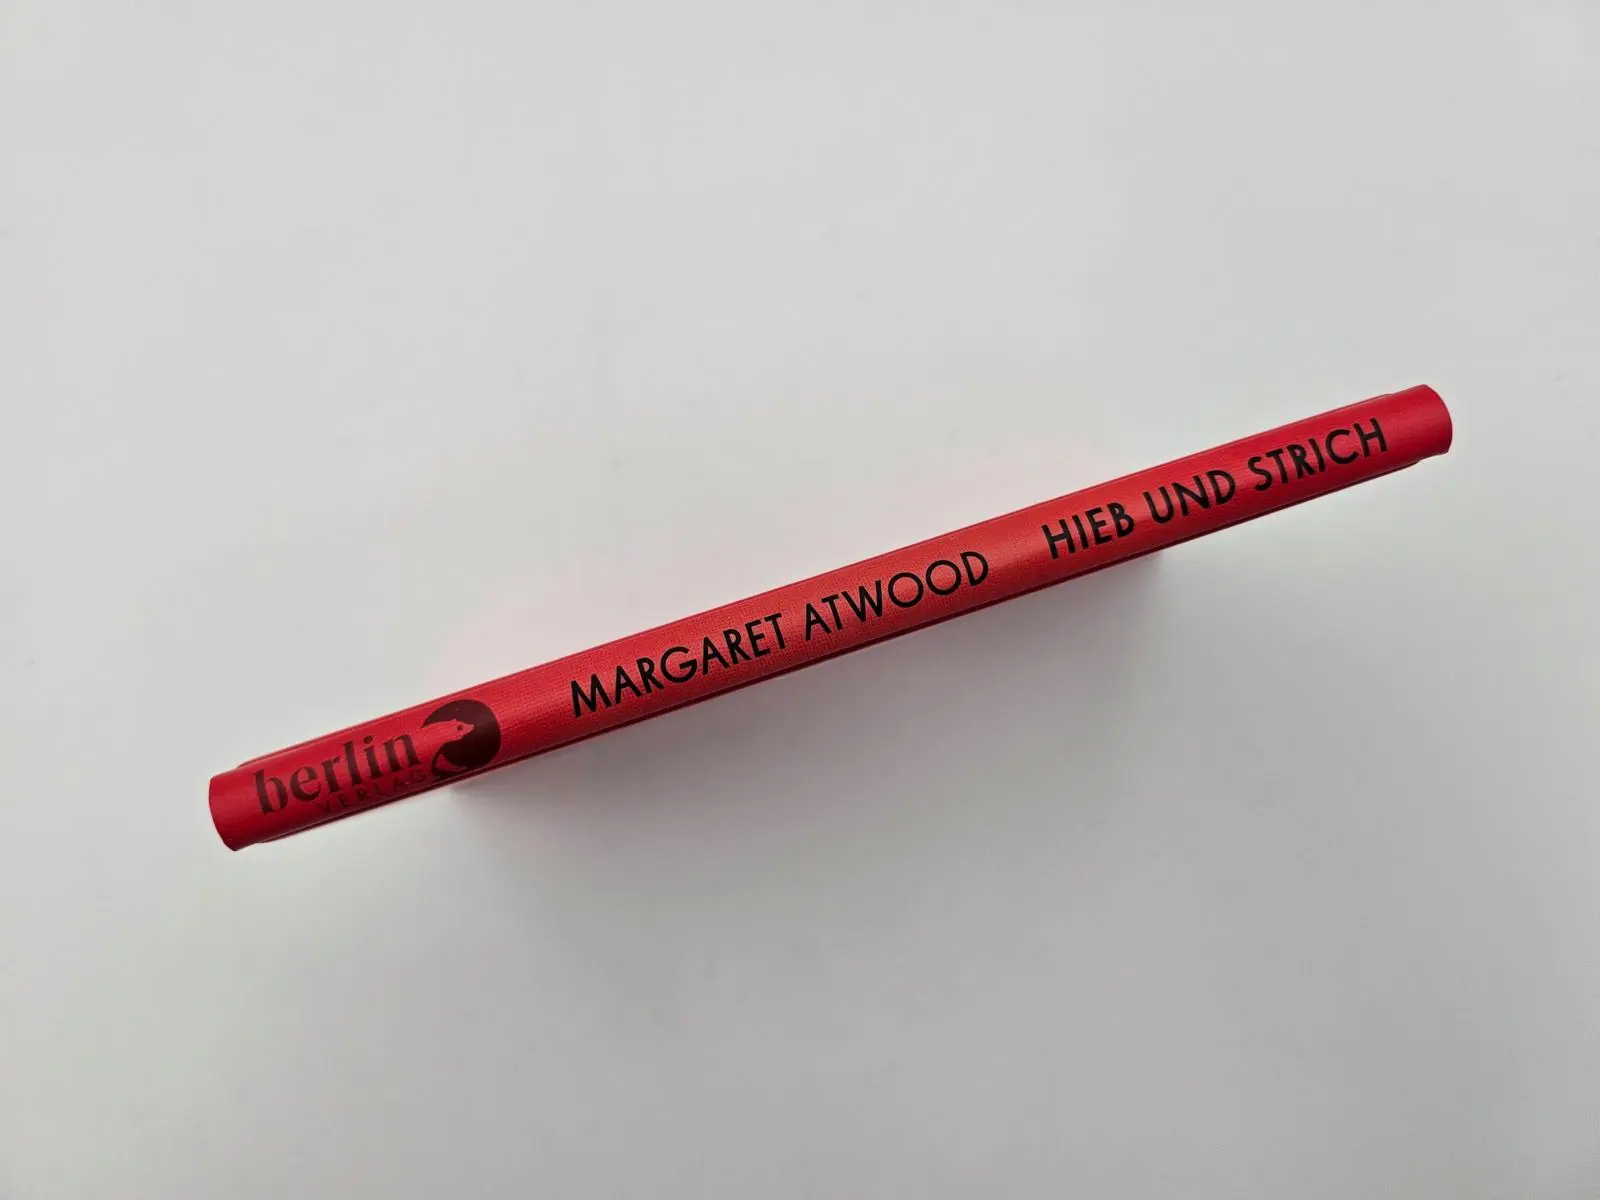 berlin
VERLAG
MARGARET ATWOOD HIEB UND STRICH